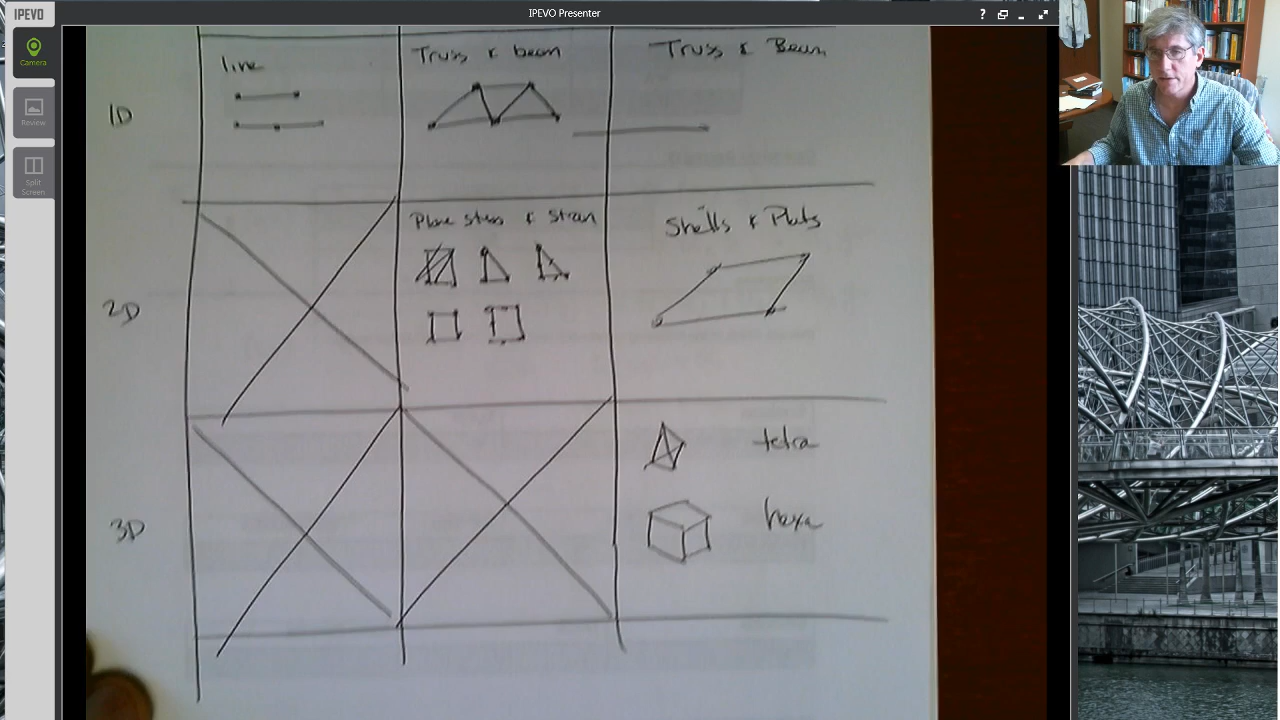 IPEVO
IPEVO Presenter
?
Camera
Review
Split
Screen
line
Truss & beam
Truss & Beam
1D
Plane stress & strain
Shells & Plates
2D
tetra
hexa
3D